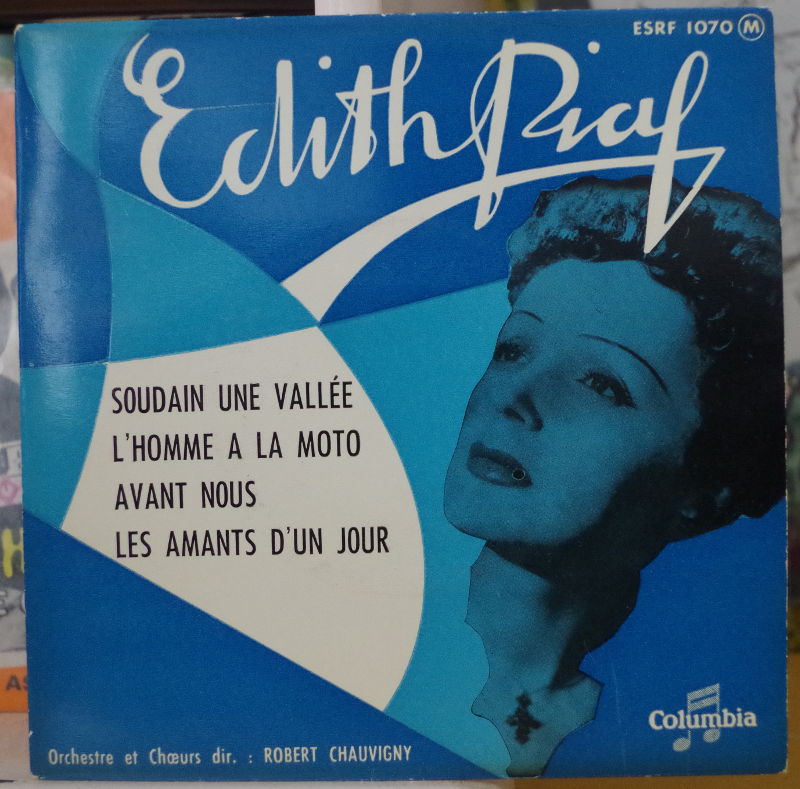 ESRF 1070 M
Edith Piaf
SOUDAIN UNE VALLÉE
L'HOMME A LA MOTO
AVANT NOUS
LES AMANTS D'UN JOUR
Columbia
Orchestre et Chœurs dir. : ROBERT CHAUVIGNY
AS